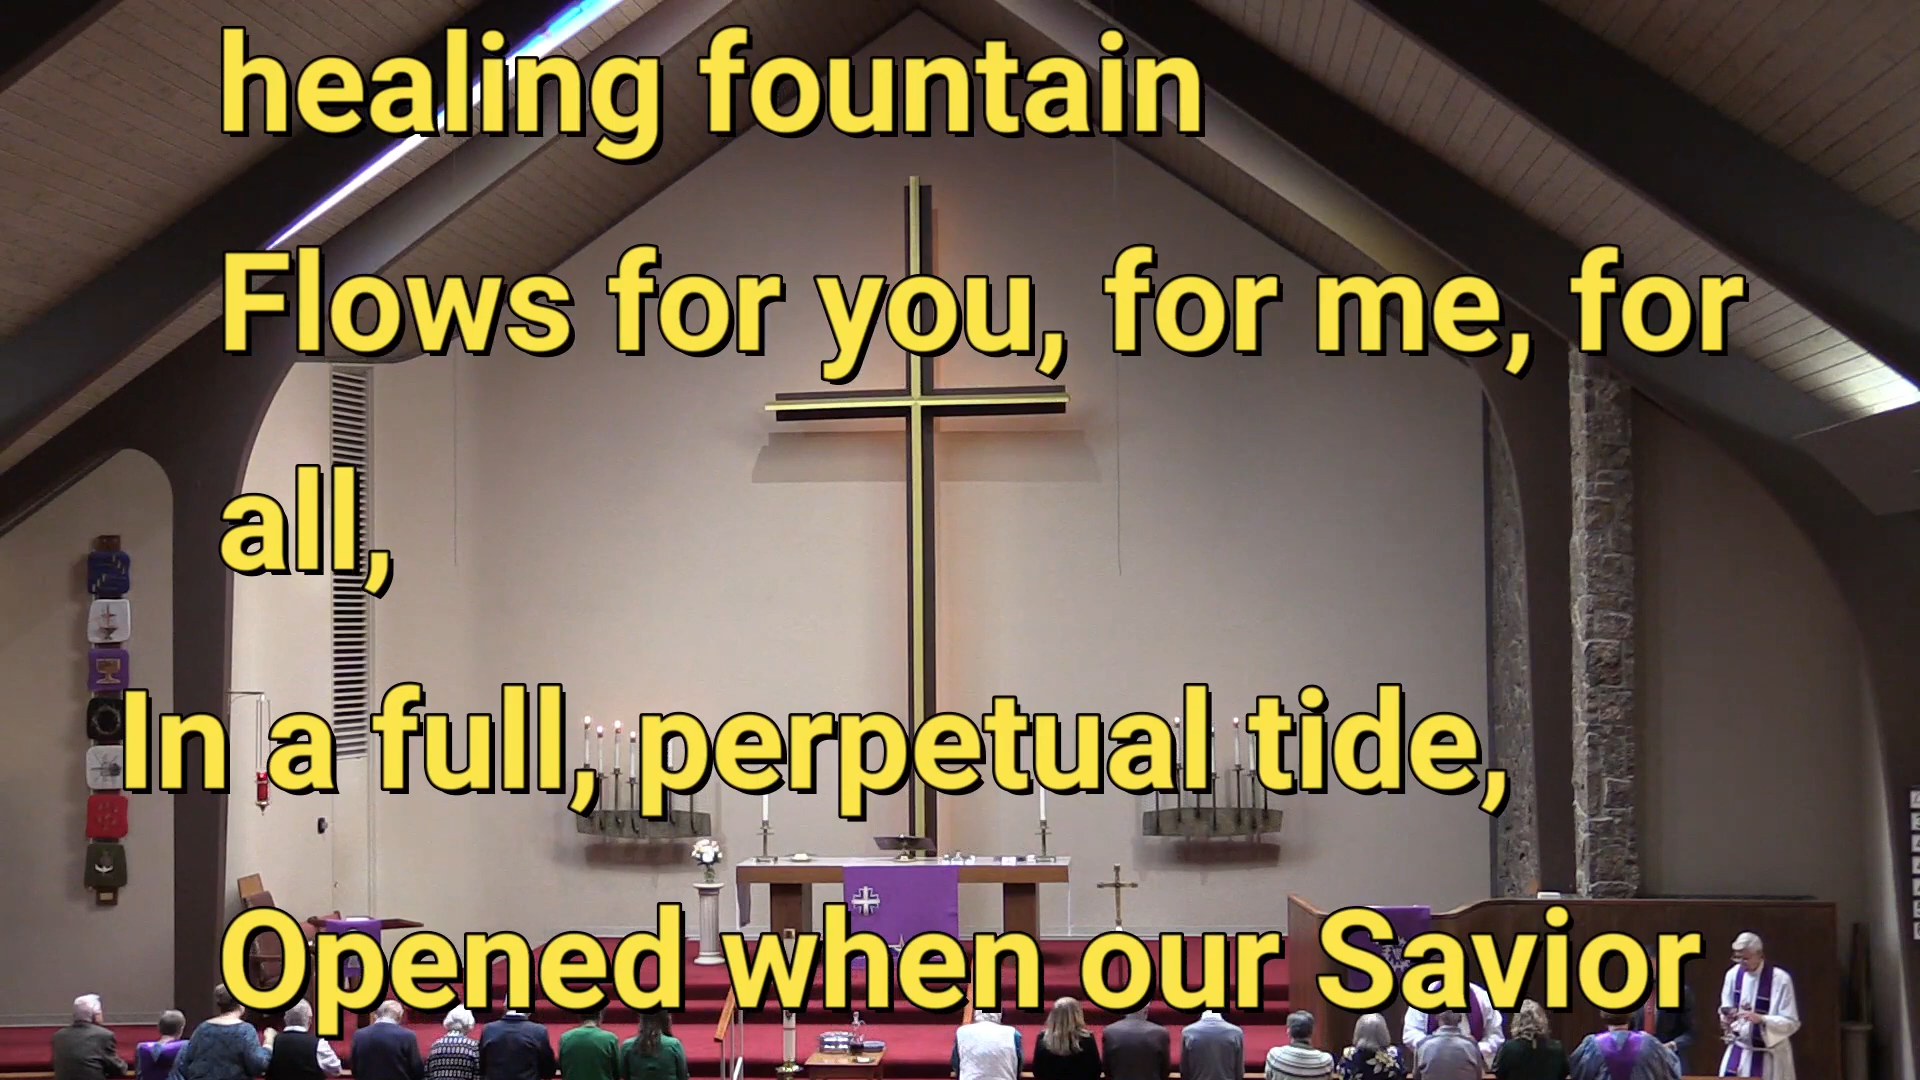 healing fountain
Flows for you, for me, for
all,
In a full, perpetual tide,
Opened when our Savior